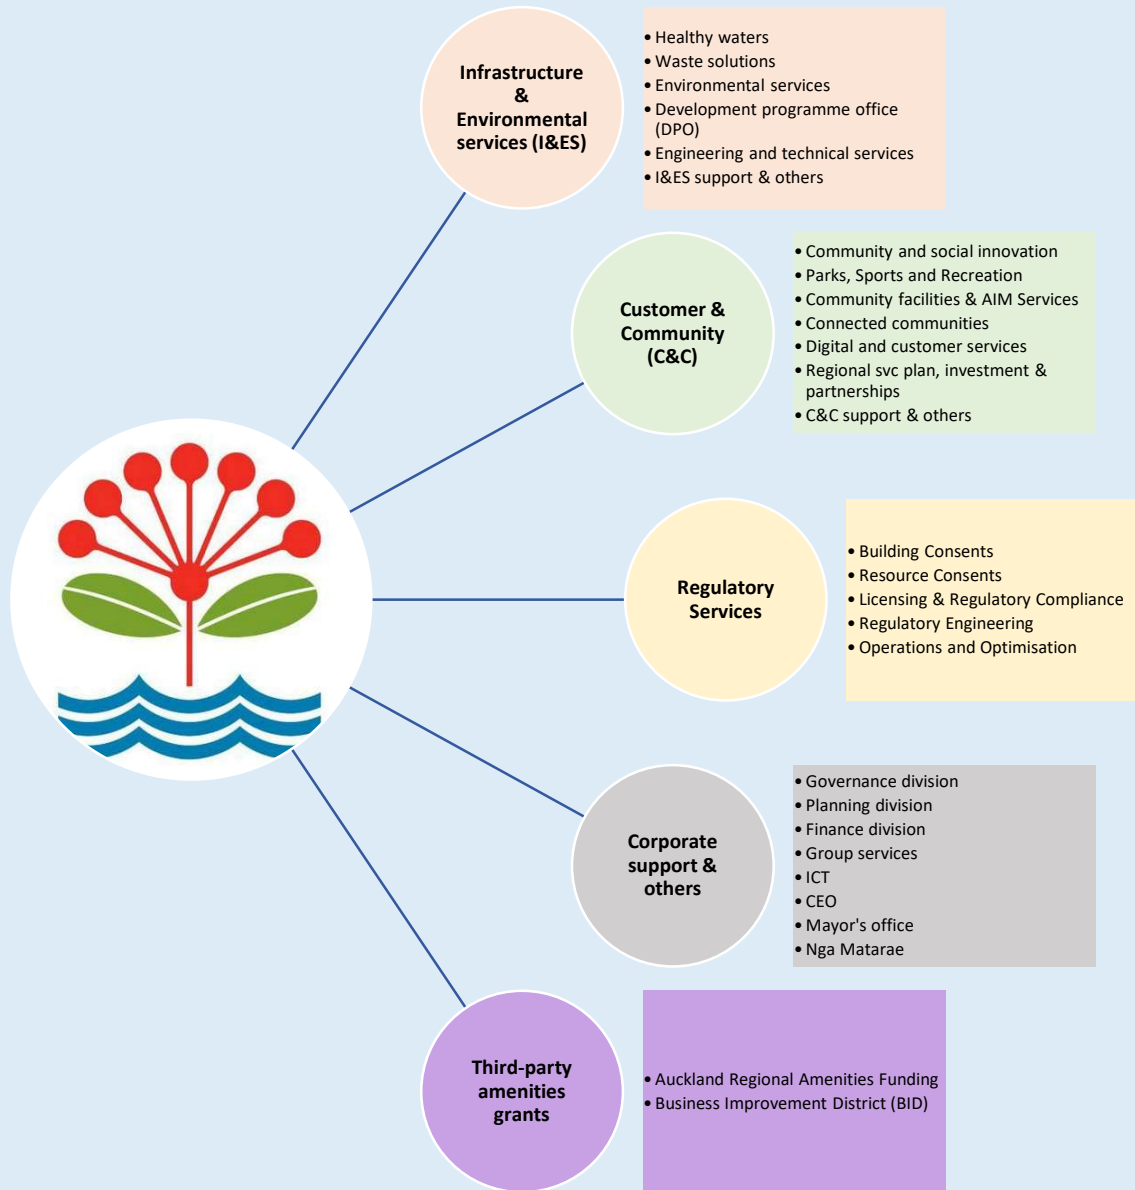 Infrastructure
&
Environmental
services (I&ES)
• Healthy waters
• Waste solutions
• Environmental services
• Development programme office
(DPO)
• Engineering and technical services
• I&ES support & others
Customer &
Community
(C&C)
• Community and social innovation
• Parks, Sports and Recreation
• Community facilities & AIM Services
• Connected communities
• Digital and customer services
• Regional svc plan, investment &
partnerships
• C&C support & others
Regulatory
Services
• Building Consents
• Resource Consents
• Licensing & Regulatory Compliance
• Regulatory Engineering
• Operations and Optimisation
Corporate
support &
others
• Governance division
• Planning division
• Finance division
• Group services
• ICT
• CEO
• Mayor's office
• Nga Matarae
Third-party
amenities
grants
• Auckland Regional Amenities Funding
• Business Improvement District (BID)